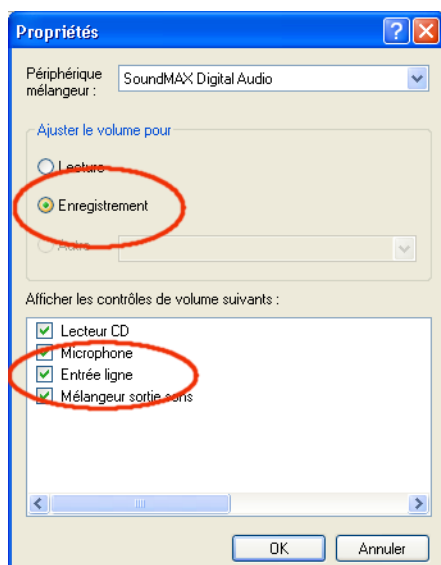 Propriétés
Périphérique
mélangeur :
SoundMAX Digital Audio
Ajuster le volume pour
Lecture
Enregistrement
Autre
Afficher les contrôles de volume suivants :
Lecteur CD
Microphone
Entrée ligne
Mélangeur sortie sons
OK
Annuler